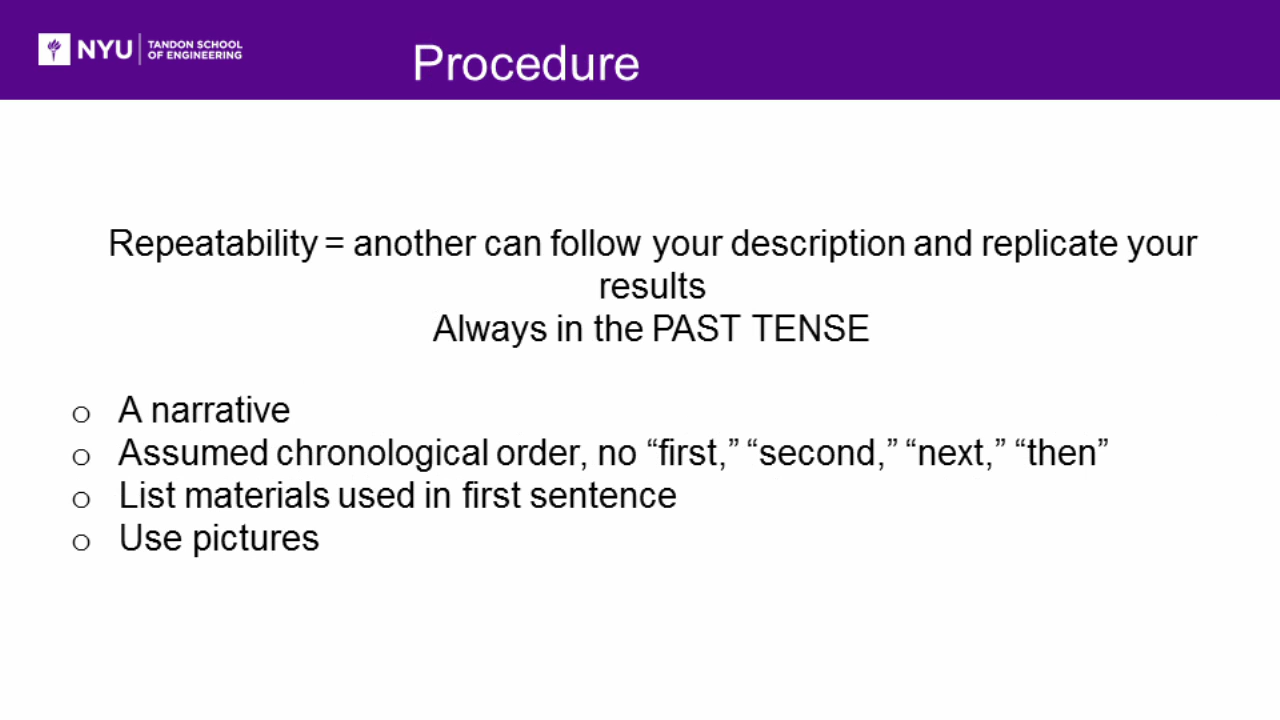 NYU
TANDON SCHOOL
OF ENGINEERING
Procedure
Repeatability = another can follow your description and replicate your
results
Always in the PAST TENSE
o A narrative
o Assumed chronological order, no “first,” “second,” “next,” “then”
o List materials used in first sentence
o Use pictures